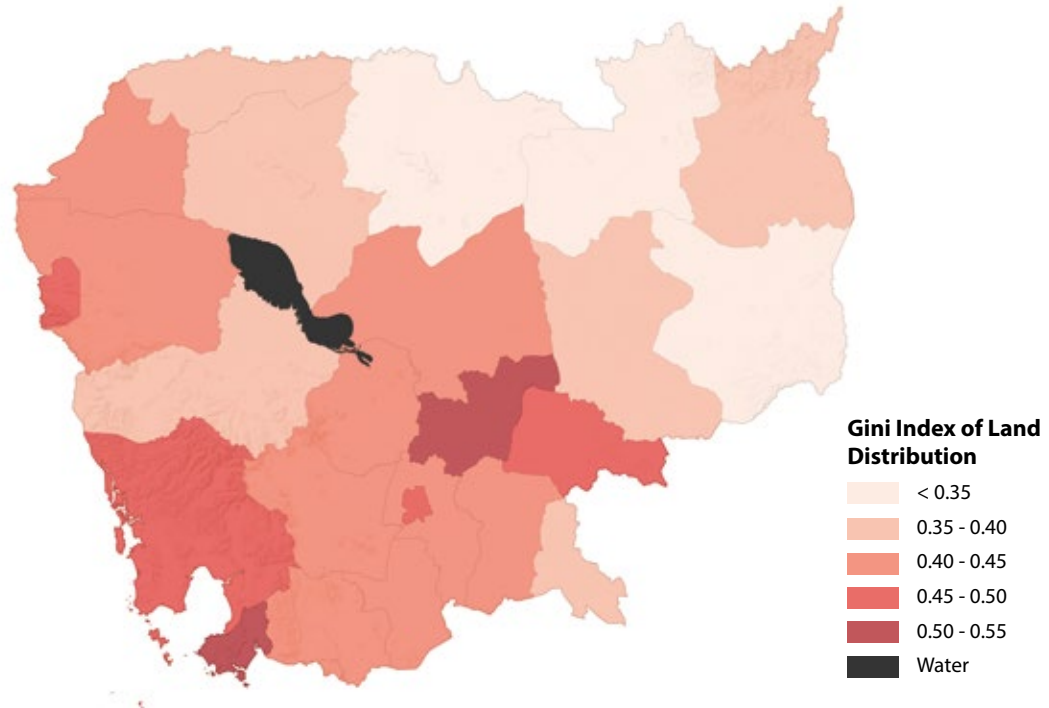 Gini Index of Land
Distribution
< 0.35
0.35 - 0.40
0.40 - 0.45
0.45 - 0.50
0.50 - 0.55
Water